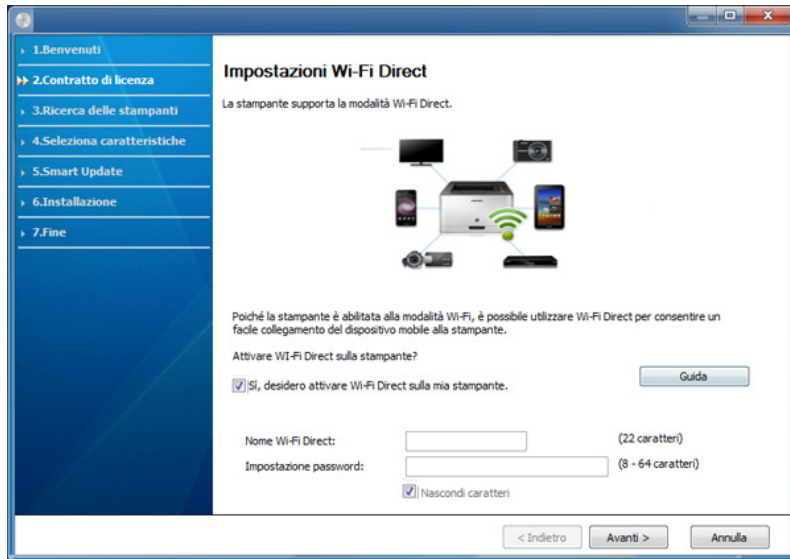 1.Benvenuti
2.Contratto di licenza
3.Ricerca delle stampanti
4.Seleziona caratteristiche
5.Smart Update
6.Installazione
7.Fine
Impostazioni Wi-Fi Direct
La stampante supporta la modalità Wi-Fi Direct.
Poiché la stampante è abilitata alla modalità Wi-Fi, è possibile utilizzare Wi-Fi Direct per consentire un
facile collegamento del dispositivo mobile alla stampante.
Attivare WI-Fi Direct sulla stampante?
Sì, desidero attivare Wi-Fi Direct sulla mia stampante.
Guida
Nome Wi-Fi Direct: (22 caratteri)
Impostazione password: (8 - 64 caratteri)
Nascondi caratteri
< Indietro Avanti > Annulla